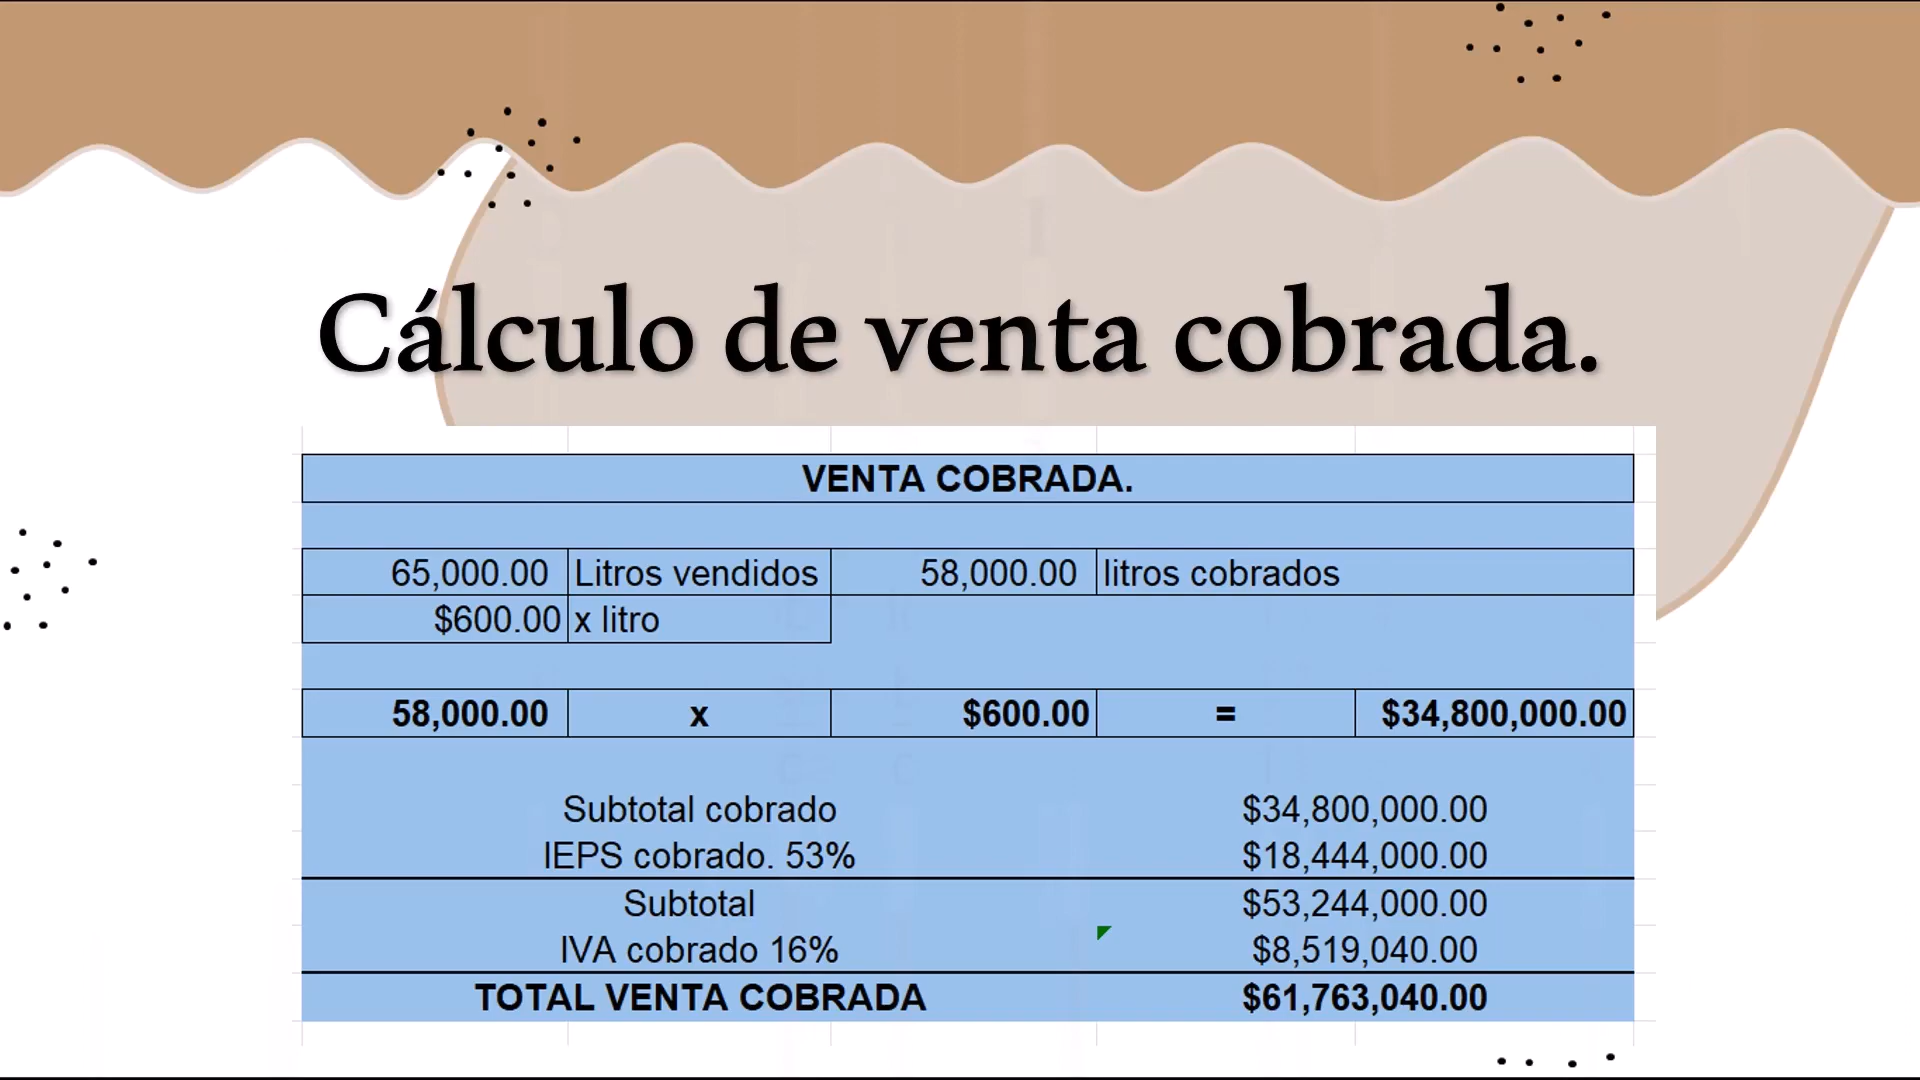 Cálculo de venta cobrada.
VENTA COBRADA.
65,000.00 Litros vendidos 58,000.00 litros cobrados
$600.00 x litro
58,000.00 x $600.00 = $34,800,000.00
Subtotal cobrado $34,800,000.00
IEPS cobrado. 53% $18,444,000.00
Subtotal $53,244,000.00
IVA cobrado 16% $8,519,040.00
TOTAL VENTA COBRADA $61,763,040.00